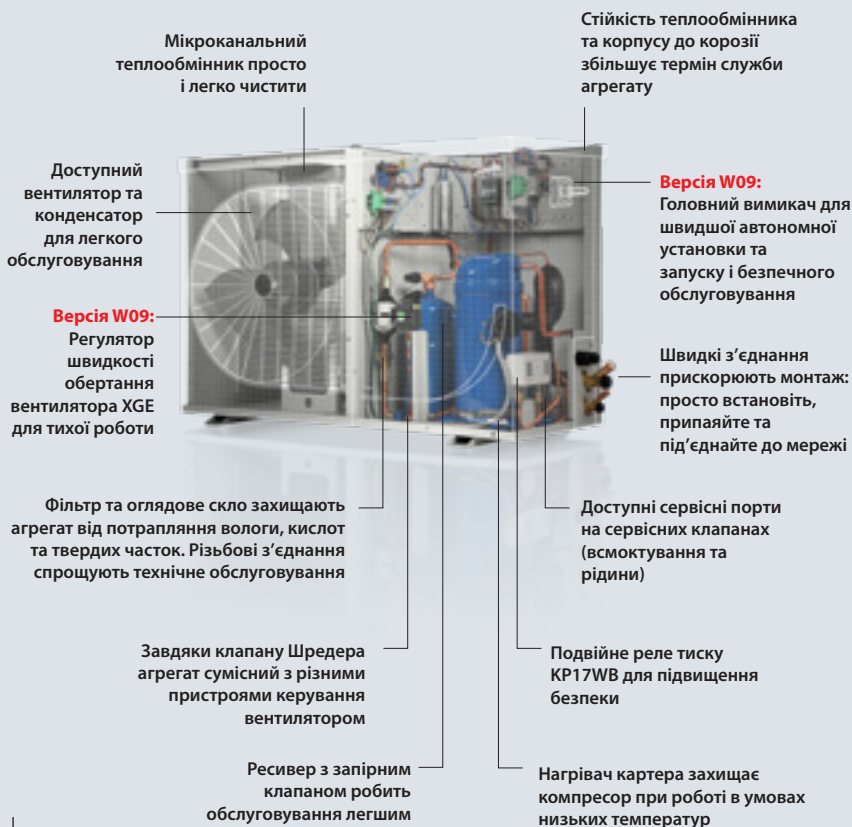 Мікроканальний
теплообмінник просто
і легко чистити
Стійкість теплообмінника
та корпусу до корозії
збільшує термін служби
агрегату
Доступний
вентилятор та
конденсатор
для легкого
обслуговування
Версія W09:
Головний вимикач для
швидшої автономної
установки та
запуску і безпечного
обслуговування
Версія W09:
Регулятор
швидкості
обертання
вентилятора XGE
для тихої роботи
Швидкі з’єднання
прискорюють монтаж:
просто встановіть,
припаяйте та
під’єднайте до мережі
Фільтр та оглядове скло захищають
агрегат від потрапляння вологи, кислот
та твердих часток. Різьбові з’єднання
спрощують технічне обслуговування
Доступні сервісні порти
на сервісних клапанах
(всмоктування та
рідини)
Завдяки клапану Шредера
агрегат сумісний з різними
пристроями керування
вентилятором
Подвійне реле тиску
KP17WB для підвищення
безпеки
Ресивер з запірним
клапаном робить
обслуговування легшим
Нагрівач картера захищає
компресор при роботі в умовах
низьких температур